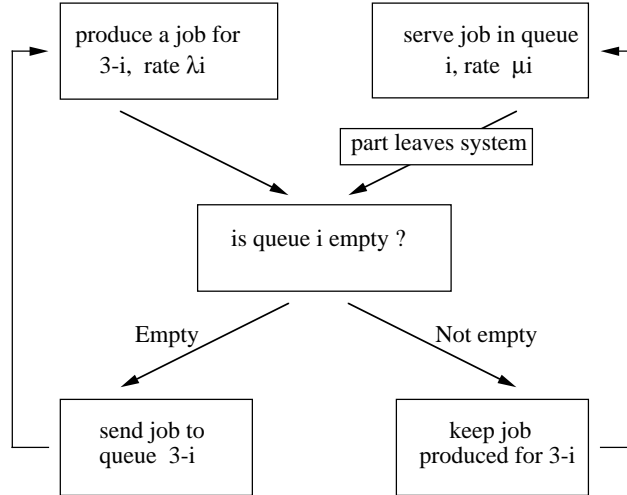 produce a job for
3-i, rate λi
serve job in queue
i, rate μi
part leaves system
is queue i empty ?
Empty
Not empty
send job to
queue 3-i
keep job
produced for 3-i